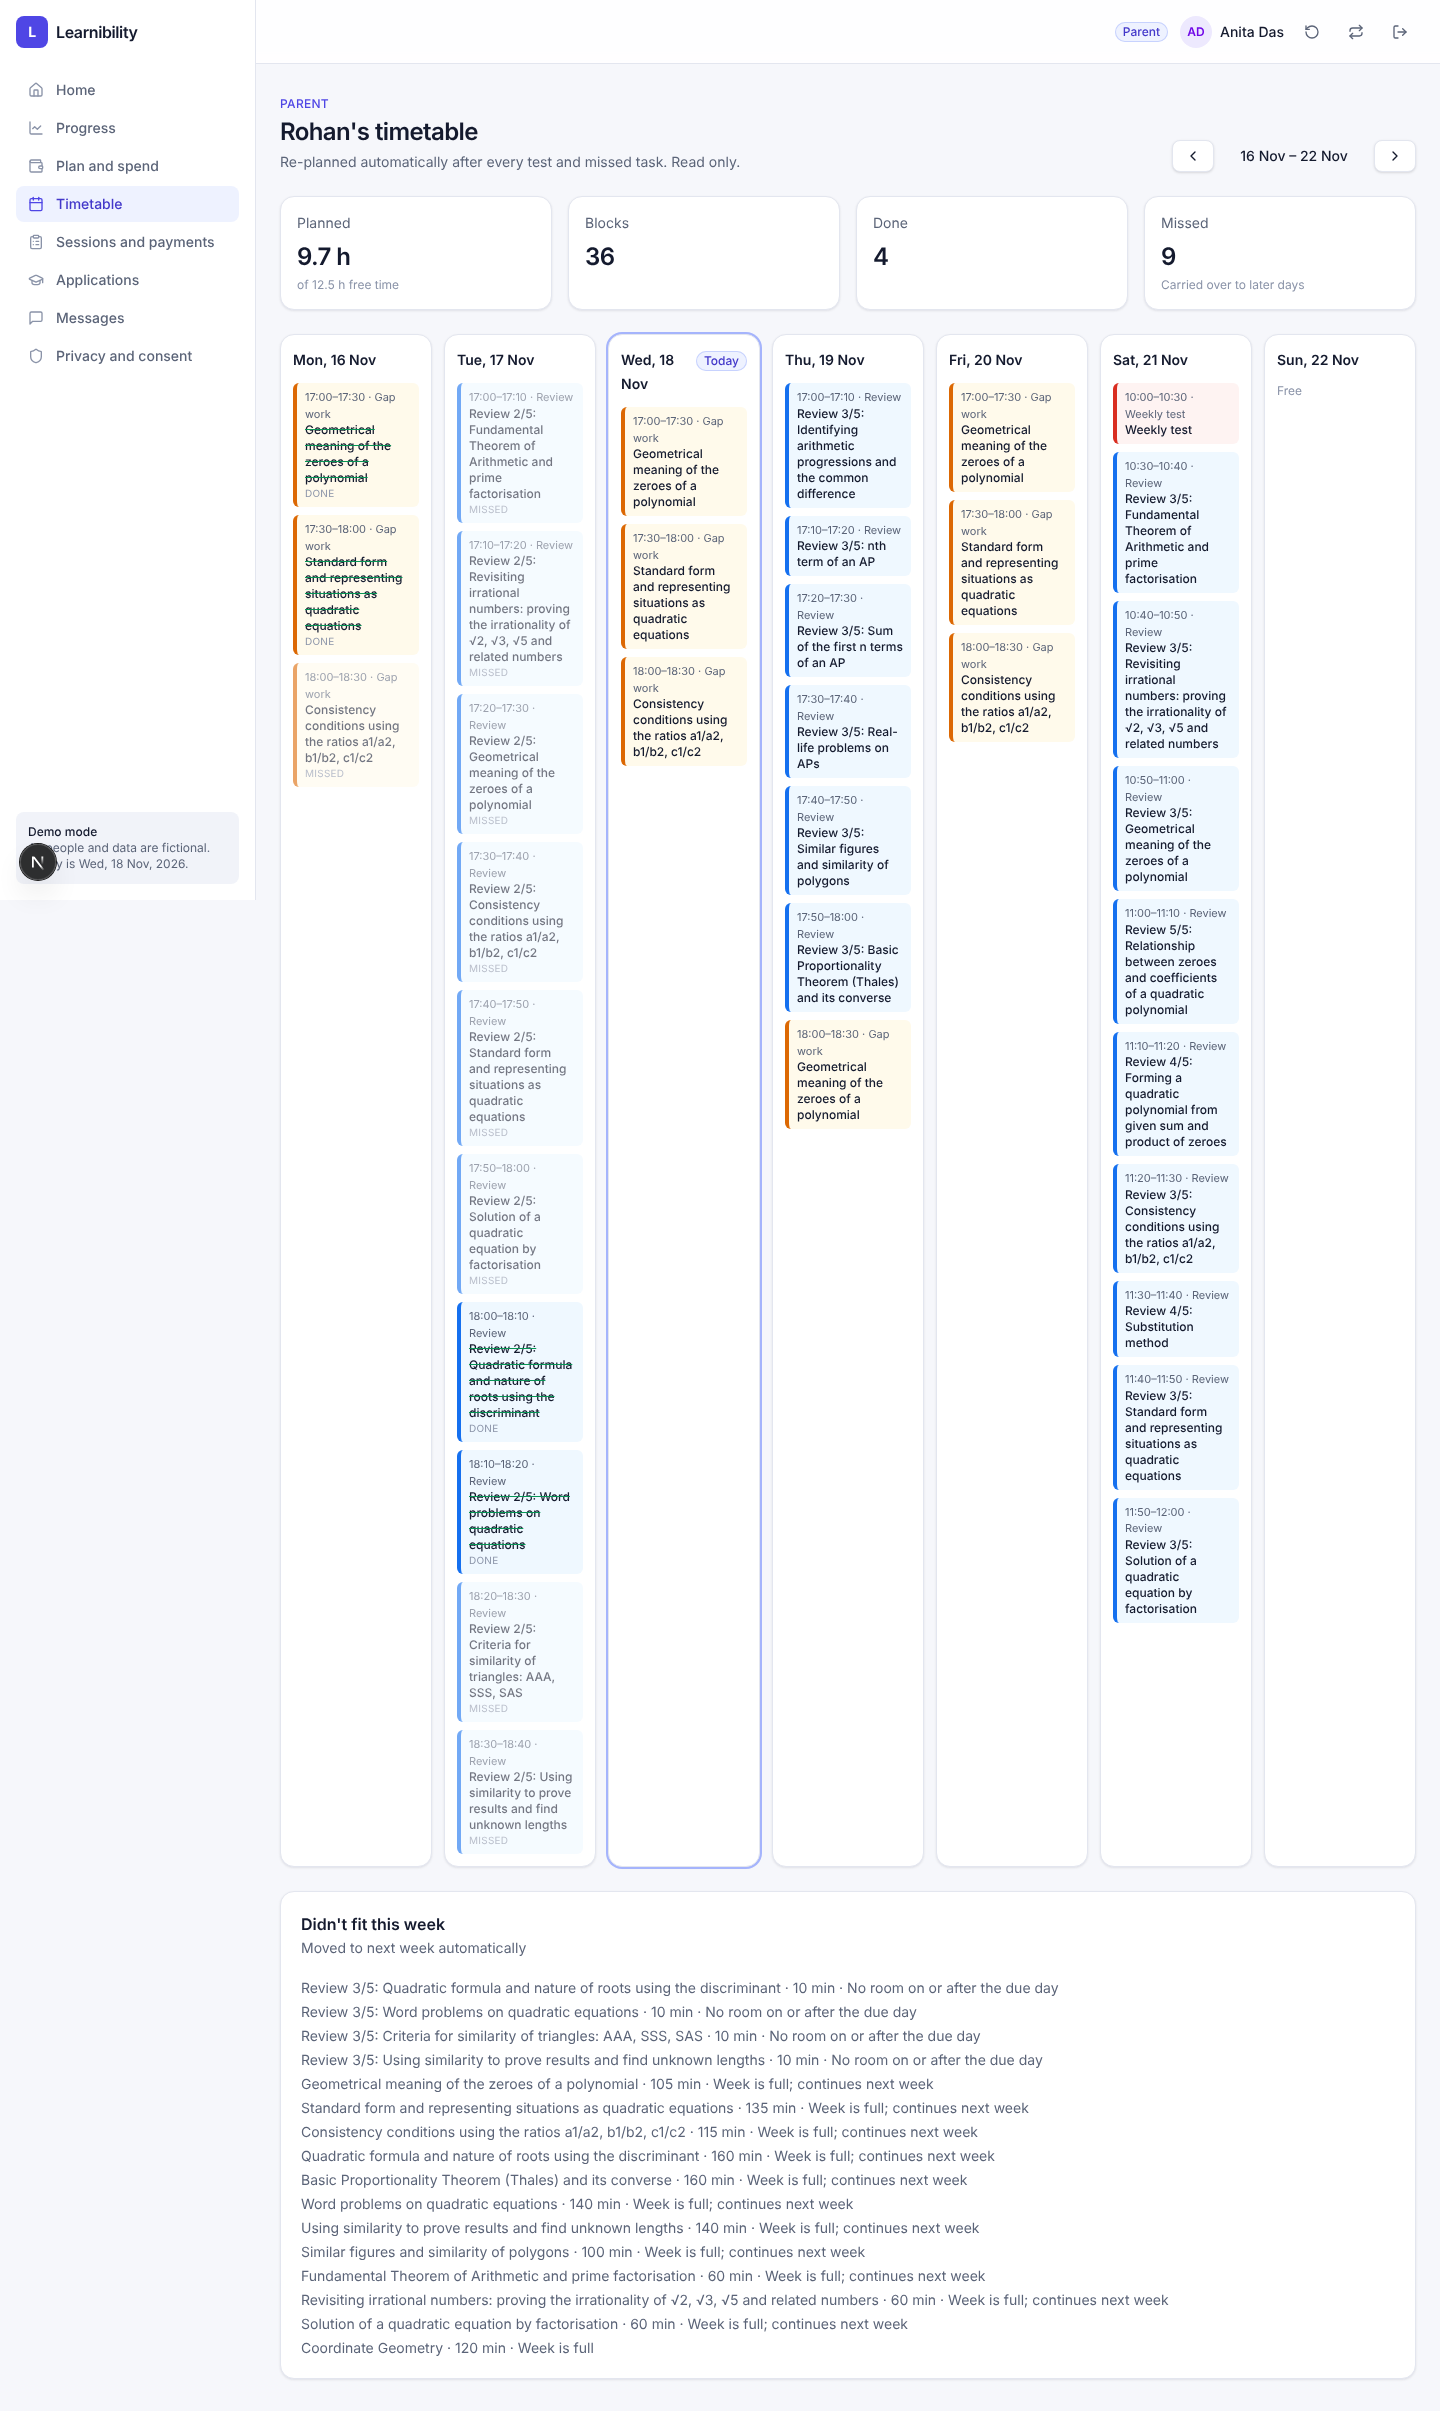 L Learnibility
Parent AD Anita Das
Home
Progress
Plan and spend
Timetable
Sessions and payments
Applications
Messages
Privacy and consent
Demo mode
people and data are fictional.
is Wed, 18 Nov, 2026.
N
PARENT
Rohan's timetable
Re-planned automatically after every test and missed task. Read only.
16 Nov – 22 Nov
Planned
9.7 h
of 12.5 h free time
Blocks
36
Done
4
Missed
9
Carried over to later days
Mon, 16 Nov
17:00–17:30 · Gap
work
Geometrical
meaning of the
zeroes of a
polynomial
DONE
17:30–18:00 · Gap
work
Standard form
and representing
situations as
quadratic
equations
DONE
18:00–18:30 · Gap
work
Consistency
conditions using
the ratios a1/a2,
b1/b2, c1/c2
MISSED
Tue, 17 Nov
17:00–17:10 · Review
Review 2/5:
Fundamental
Theorem of
Arithmetic and
prime
factorisation
MISSED
17:10–17:20 · Review
Review 2/5:
Revisiting
irrational
numbers: proving
the irrationality of
√2, √3, √5 and
related numbers
MISSED
17:20–17:30 ·
Review
Review 2/5:
Geometrical
meaning of the
zeroes of a
polynomial
MISSED
17:30–17:40 ·
Review
Review 2/5:
Consistency
conditions using
the ratios a1/a2,
b1/b2, c1/c2
MISSED
17:40–17:50 ·
Review
Review 2/5:
Standard form
and representing
situations as
quadratic
equations
MISSED
17:50–18:00 ·
Review
Review 2/5:
Solution of a
quadratic
equation by
factorisation
MISSED
18:00–18:10 ·
Review
Review 2/5:
Quadratic formula
and nature of
roots using the
discriminant
DONE
18:10–18:20 ·
Review
Review 2/5: Word
problems on
quadratic
equations
DONE
18:20–18:30 ·
Review
Review 2/5:
Criteria for
similarity of
triangles: AAA,
SSS, SAS
MISSED
18:30–18:40 ·
Review
Review 2/5: Using
similarity to prove
results and find
unknown lengths
MISSED
Wed, 18
Nov
Today
17:00–17:30 · Gap
work
Geometrical
meaning of the
zeroes of a
polynomial
17:30–18:00 · Gap
work
Standard form
and representing
situations as
quadratic
equations
18:00–18:30 · Gap
work
Consistency
conditions using
the ratios a1/a2,
b1/b2, c1/c2
Thu, 19 Nov
17:00–17:10 · Review
Review 3/5:
Identifying
arithmetic
progressions and
the common
difference
17:10–17:20 · Review
Review 3/5: nth
term of an AP
17:20–17:30 ·
Review
Review 3/5: Sum
of the first n terms
of an AP
17:30–17:40 ·
Review
Review 3/5: Real-
life problems on
APs
17:40–17:50 ·
Review
Review 3/5:
Similar figures
and similarity of
polygons
17:50–18:00 ·
Review
Review 3/5: Basic
Proportionality
Theorem (Thales)
and its converse
18:00–18:30 · Gap
work
Geometrical
meaning of the
zeroes of a
polynomial
Fri, 20 Nov
17:00–17:30 · Gap
work
Geometrical
meaning of the
zeroes of a
polynomial
17:30–18:00 · Gap
work
Standard form
and representing
situations as
quadratic
equations
18:00–18:30 · Gap
work
Consistency
conditions using
the ratios a1/a2,
b1/b2, c1/c2
Sat, 21 Nov
10:00–10:30 ·
Weekly test
Weekly test
10:30–10:40 ·
Review
Review 3/5:
Fundamental
Theorem of
Arithmetic and
prime
factorisation
10:40–10:50 ·
Review
Review 3/5:
Revisiting
irrational
numbers: proving
the irrationality of
√2, √3, √5 and
related numbers
10:50–11:00 ·
Review
Review 3/5:
Geometrical
meaning of the
zeroes of a
polynomial
11:00–11:10 · Review
Review 5/5:
Relationship
between zeroes
and coefficients
of a quadratic
polynomial
11:10–11:20 · Review
Review 4/5:
Forming a
quadratic
polynomial from
given sum and
product of zeroes
11:20–11:30 · Review
Review 3/5:
Consistency
conditions using
the ratios a1/a2,
b1/b2, c1/c2
11:30–11:40 · Review
Review 4/5:
Substitution
method
11:40–11:50 · Review
Review 3/5:
Standard form
and representing
situations as
quadratic
equations
11:50–12:00 ·
Review
Review 3/5:
Solution of a
quadratic
equation by
factorisation
Sun, 22 Nov
Free
Didn't fit this week
Moved to next week automatically
Review 3/5: Quadratic formula and nature of roots using the discriminant · 10 min · No room on or after the due day
Review 3/5: Word problems on quadratic equations · 10 min · No room on or after the due day
Review 3/5: Criteria for similarity of triangles: AAA, SSS, SAS · 10 min · No room on or after the due day
Review 3/5: Using similarity to prove results and find unknown lengths · 10 min · No room on or after the due day
Geometrical meaning of the zeroes of a polynomial · 105 min · Week is full; continues next week
Standard form and representing situations as quadratic equations · 135 min · Week is full; continues next week
Consistency conditions using the ratios a1/a2, b1/b2, c1/c2 · 115 min · Week is full; continues next week
Quadratic formula and nature of roots using the discriminant · 160 min · Week is full; continues next week
Basic Proportionality Theorem (Thales) and its converse · 160 min · Week is full; continues next week
Word problems on quadratic equations · 140 min · Week is full; continues next week
Using similarity to prove results and find unknown lengths · 140 min · Week is full; continues next week
Similar figures and similarity of polygons · 100 min · Week is full; continues next week
Fundamental Theorem of Arithmetic and prime factorisation · 60 min · Week is full; continues next week
Revisiting irrational numbers: proving the irrationality of √2, √3, √5 and related numbers · 60 min · Week is full; continues next week
Solution of a quadratic equation by factorisation · 60 min · Week is full; continues next week
Coordinate Geometry · 120 min · Week is full